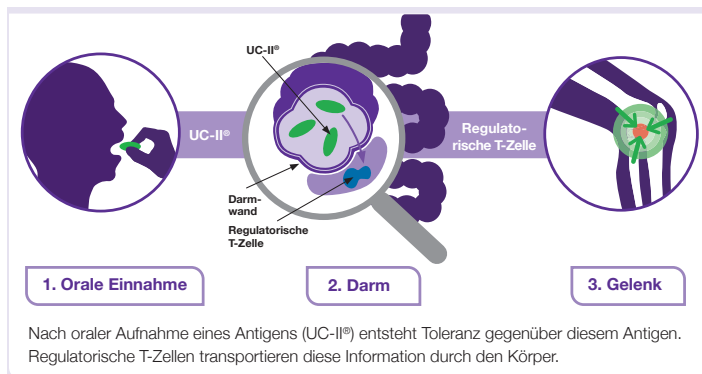 UC-II®
UC-II®
Regulato-
rische T-Zelle
Darm-
wand
Regulatorische
T-Zelle
1. Orale Einnahme
2. Darm
3. Gelenk
Nach oraler Aufnahme eines Antigens (UC-II®) entsteht Toleranz gegenüber diesem Antigen.
Regulatorische T-Zellen transportieren diese Information durch den Körper.